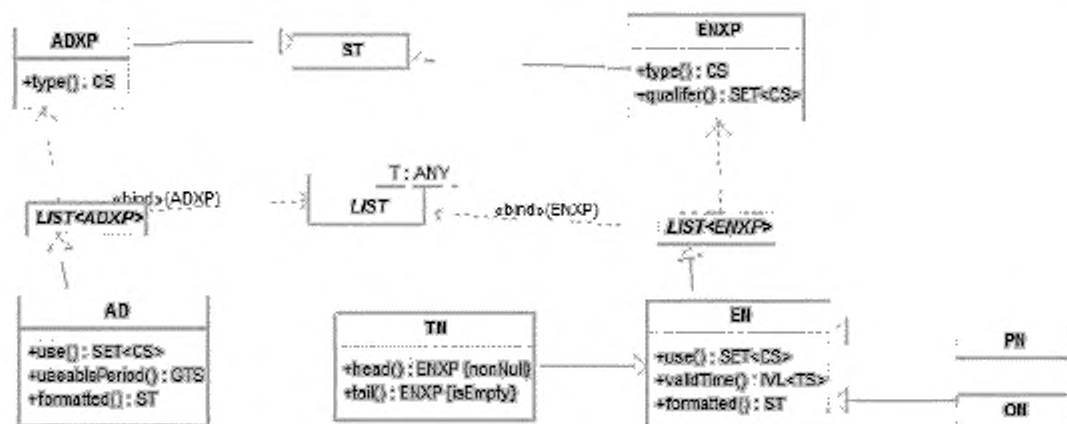 ADXP
+type() : CS
ST
ENXP
+type() : CS
+qualifer() : SET<CS>
T : ANY
«bind»{ADXP}
LIST<ADXP>
LIST
«bind»{ENXP}
LIST<ENXP>
AD
+use() : SET<CS>
+useablePeriod() : GTS
+formatted() : ST
TN
+head() : ENXP {nonNull}
+tail() : ENXP {isEmpty}
EN
+use() : SET<CS>
+validTime() : IVL<TS>
+formatted() : ST
PN
ON